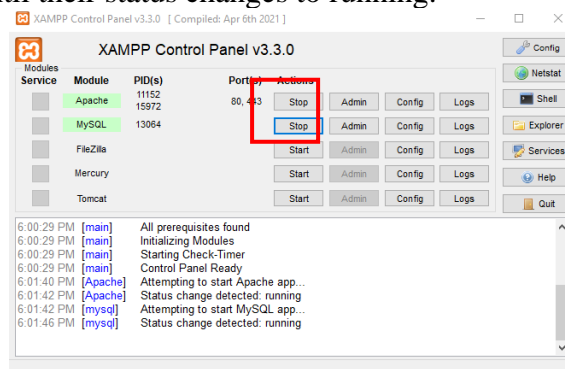 th their status changes to running.
XAMPP Control Panel v3.3.0 [ Compiled: Apr 6th 2021 ]
XAMPP Control Panel v3.3.0
Config
Modules
Service Module PID(s) Port(s) Actions
Netstat
Apache 11152 15972 80, 443 Stop Admin Config Logs
Shell
MySQL 13064 Stop Admin Config Logs
Explorer
FileZilla Start Admin Config Logs
Services
Mercury Start Admin Config Logs
Help
Tomcat Start Admin Config Logs
Quit
6:00:29 PM [main] All prerequisites found
6:00:29 PM [main] Initializing Modules
6:00:29 PM [main] Starting Check-Timer
6:00:29 PM [main] Control Panel Ready
6:01:40 PM [Apache] Attempting to start Apache app...
6:01:42 PM [Apache] Status change detected: running
6:01:42 PM [mysql] Attempting to start MySQL app...
6:01:46 PM [mysql] Status change detected: running